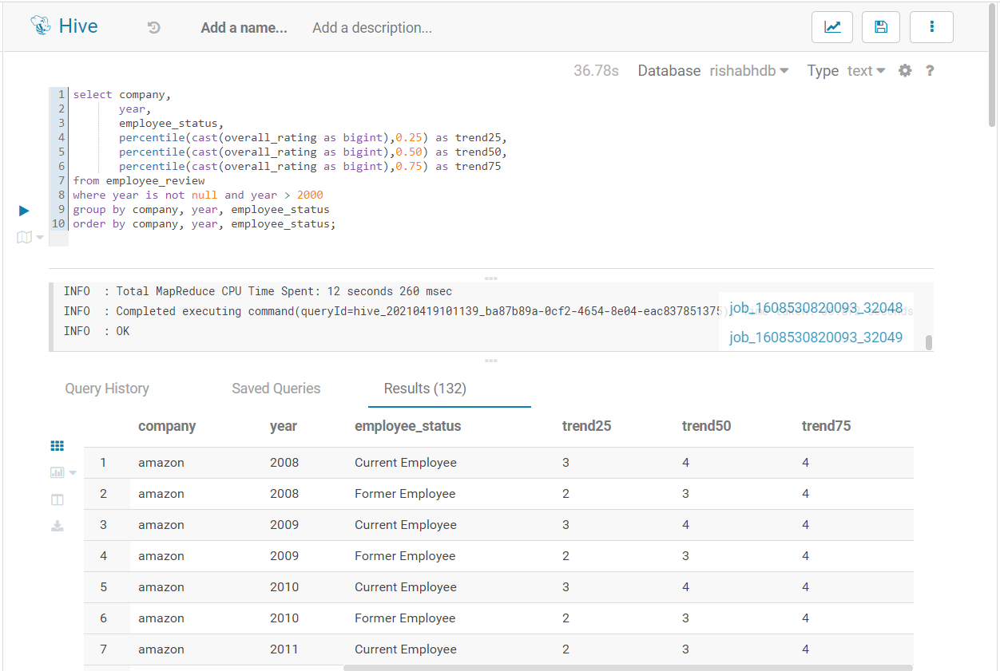 Hive Add a name... Add a description...
36.78s Database rishabhdb Type text ?
1 select company,
2 year,
3 employee_status,
4 percentile(cast(overall_rating as bigint),0.25) as trend25,
5 percentile(cast(overall_rating as bigint),0.50) as trend50,
6 percentile(cast(overall_rating as bigint),0.75) as trend75
7 from employee_review
8 where year is not null and year > 2000
9 group by company, year, employee_status
10 order by company, year, employee_status;
INFO : Total MapReduce CPU Time Spent: 12 seconds 260 msec
INFO : Completed executing command(queryId=hive_20210419101139_ba87b89a-0cf2-4654-8e04-eac837851375);
INFO : OK
job_1608530820093_32048
job_1608530820093_32049
Query History Saved Queries Results (132)
company year employee_status trend25 trend50 trend75
1 amazon 2008 Current Employee 3 4 4
2 amazon 2008 Former Employee 2 3 4
3 amazon 2009 Current Employee 3 4 4
4 amazon 2009 Former Employee 2 3 4
5 amazon 2010 Current Employee 3 4 4
6 amazon 2010 Former Employee 2 3 4
7 amazon 2011 Current Employee 2 3 4